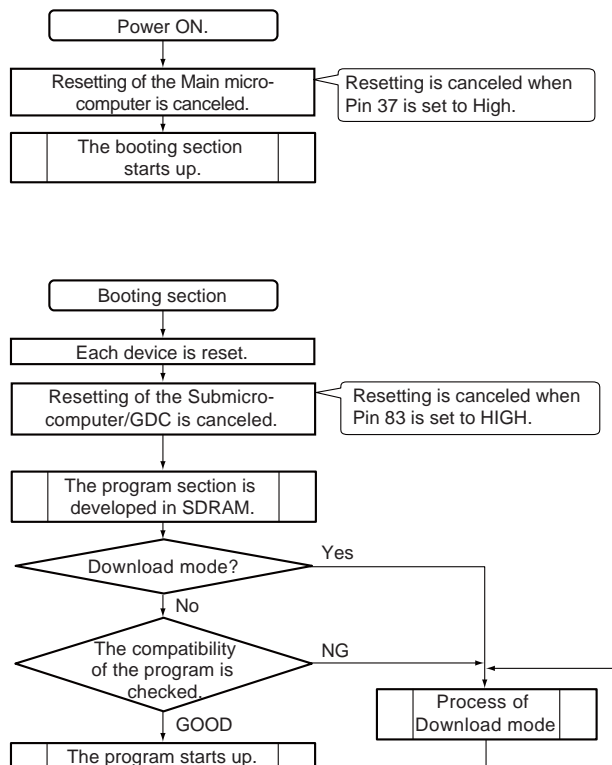 Power ON.
Resetting of the Main micro-
computer is canceled.
Resetting is canceled when
Pin 37 is set to High.
The booting section
starts up.
Booting section
Each device is reset.
Resetting of the Submicro-
computer/GDC is canceled.
Resetting is canceled when
Pin 83 is set to HIGH.
The program section is
developed in SDRAM.
Download mode?
Yes
No
The compatibility
of the program is
checked.
NG
GOOD
Process of
Download mode
The program starts up.